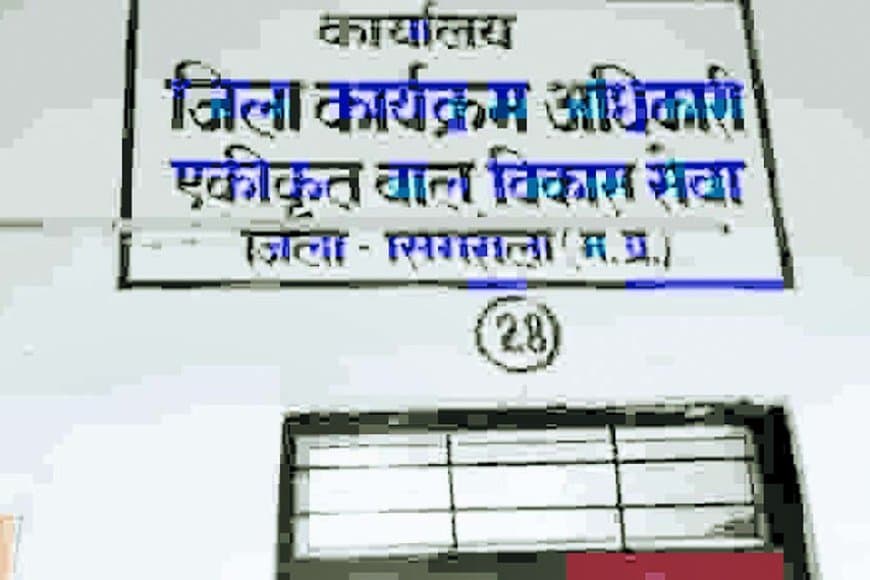 कार्यालय
जिला कार्यक्रम अधिकारी
एकीकृत बाल विकास सेवा
जिला - सिंगरौली (म.प्र.)
28